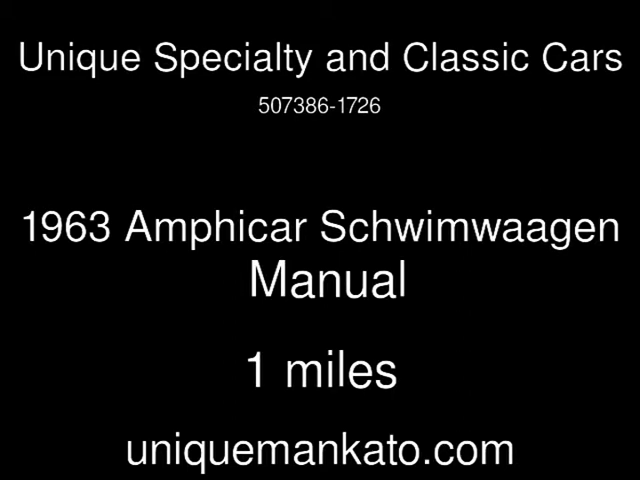 Unique Specialty and Classic Cars
507386-1726
1963 Amphicar Schwimwaagen
Manual
1 miles
uniquemankato.com